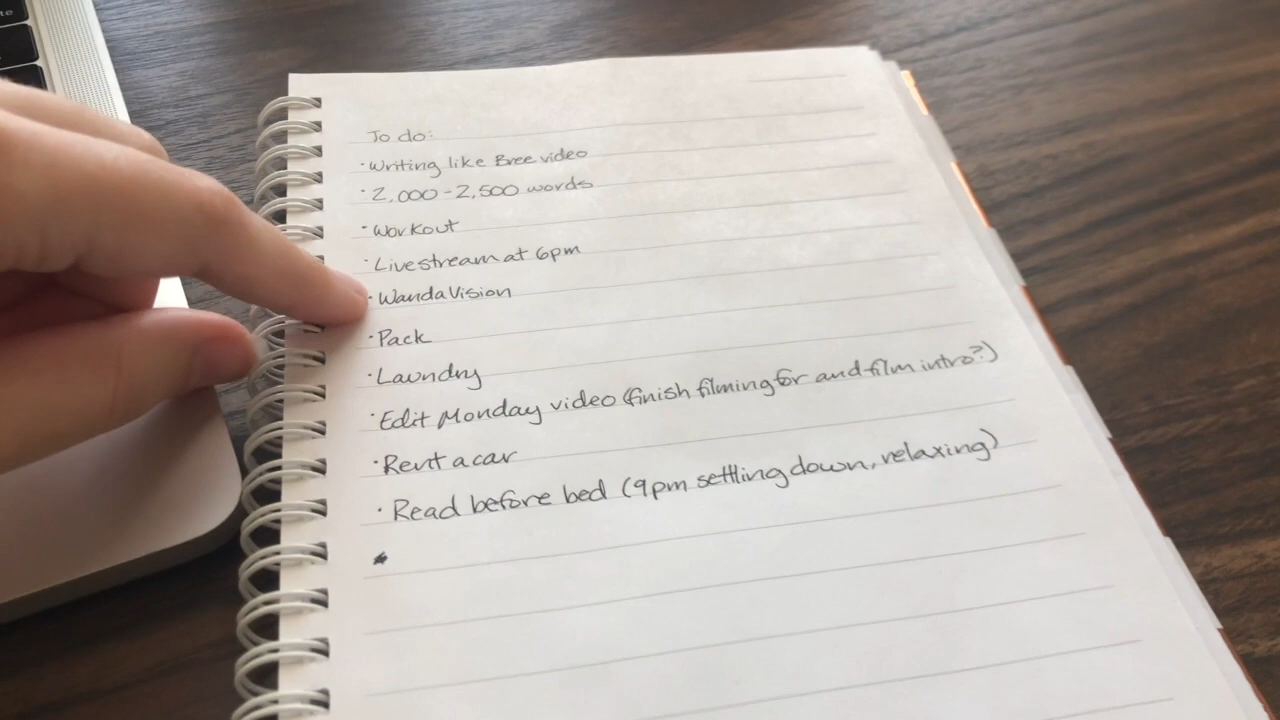 To do:
· Writing like Bree video
· 2,000-2,500 words
· Workout
· Livestream at 6pm
· WandaVision
· Pack
· Laundry
· Edit Monday video (finish filming for and film intro?)
· Rent a car
· Read before bed (9pm settling down, relaxing)